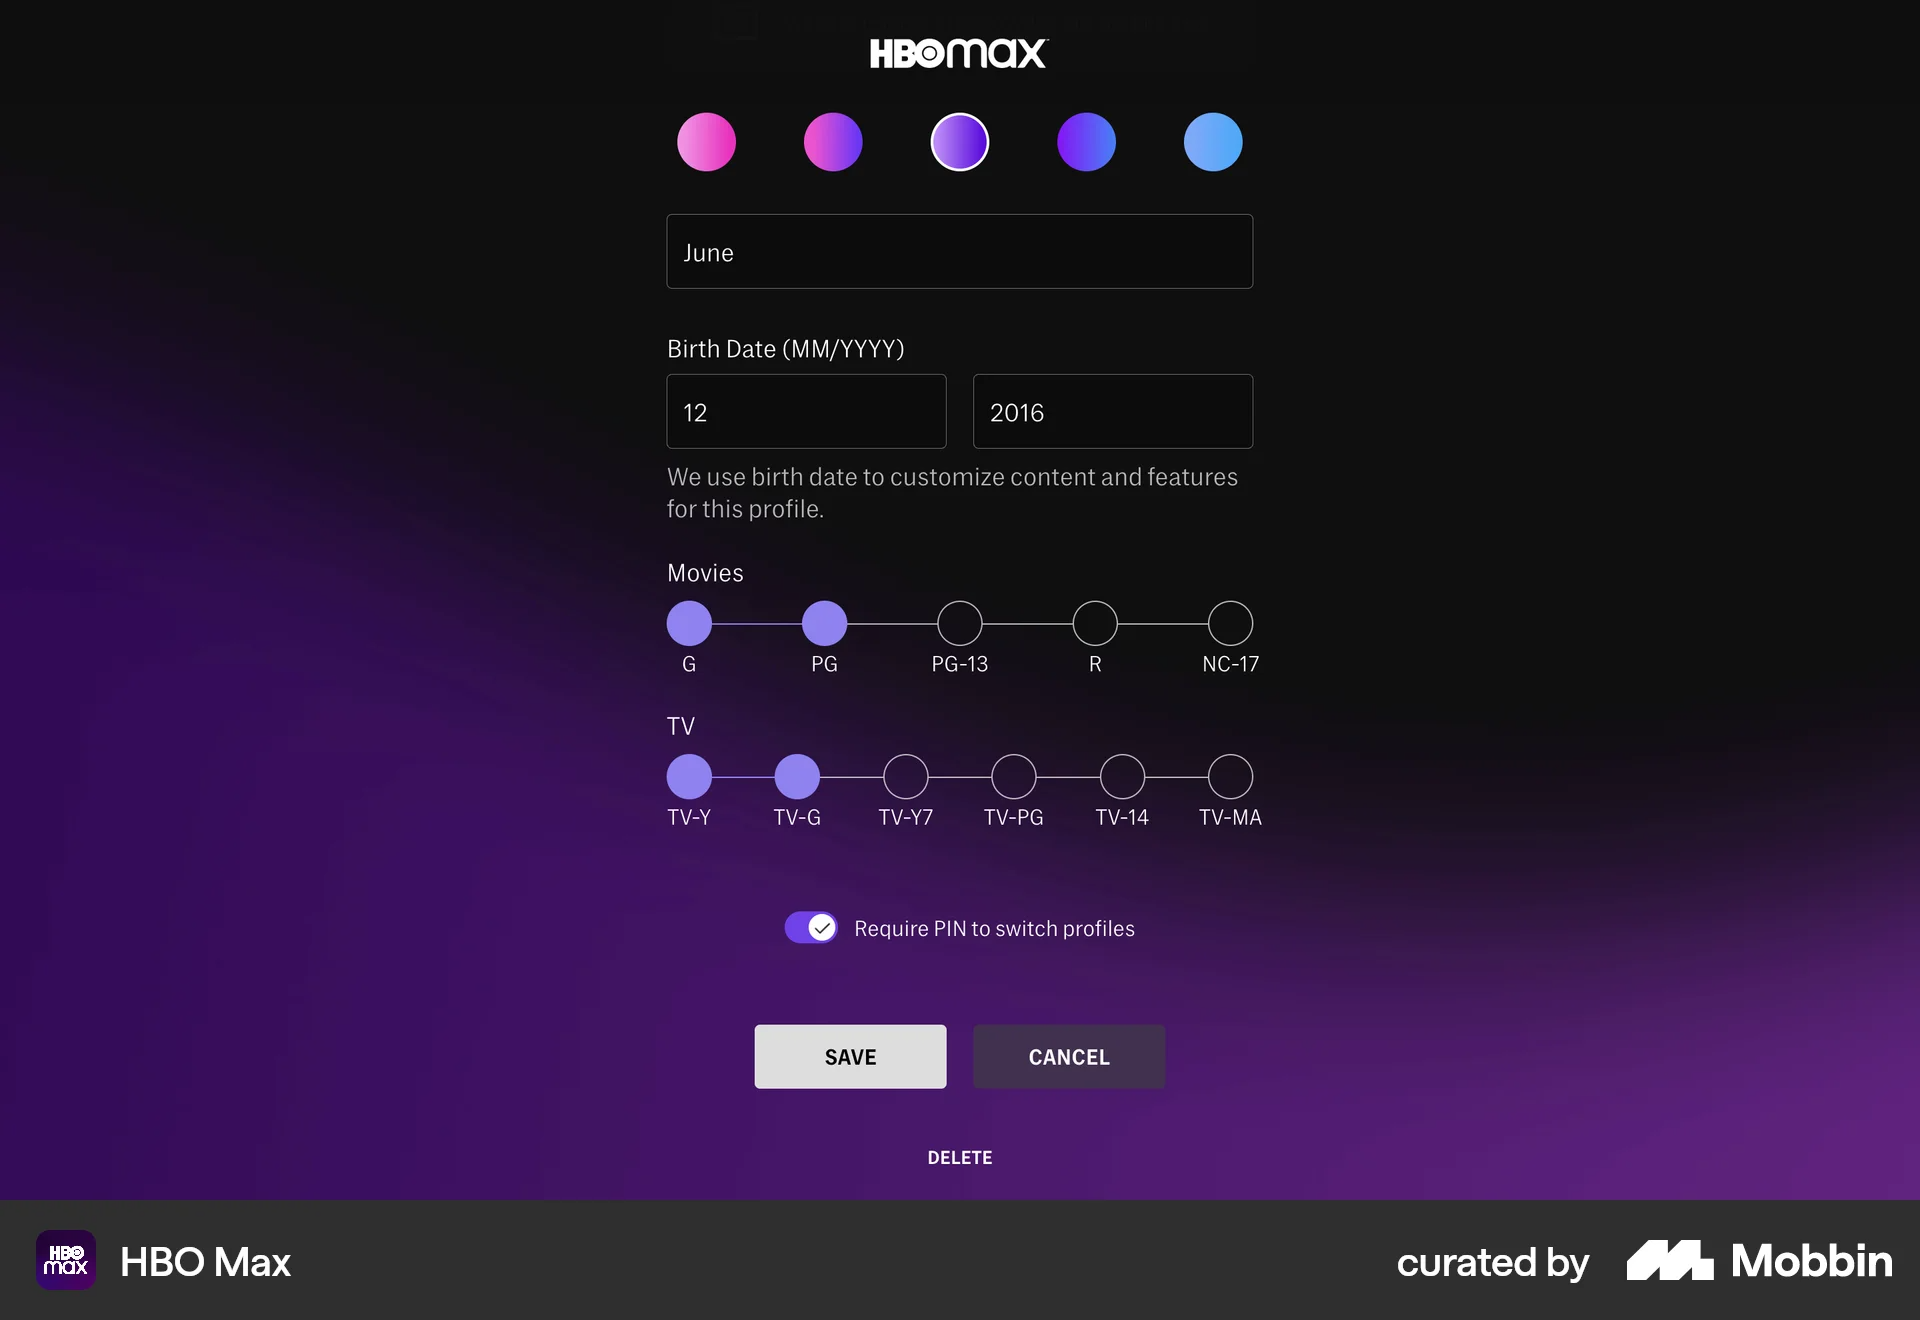 HBOmax
June
Birth Date (MM/YYYY)
12 2016
We use birth date to customize content and features
for this profile.
Movies
G PG PG-13 R NC-17
TV
TV-Y TV-G TV-Y7 TV-PG TV-14 TV-MA
Require PIN to switch profiles
SAVE CANCEL
DELETE
HBO
max
HBO Max
curated by Mobbin